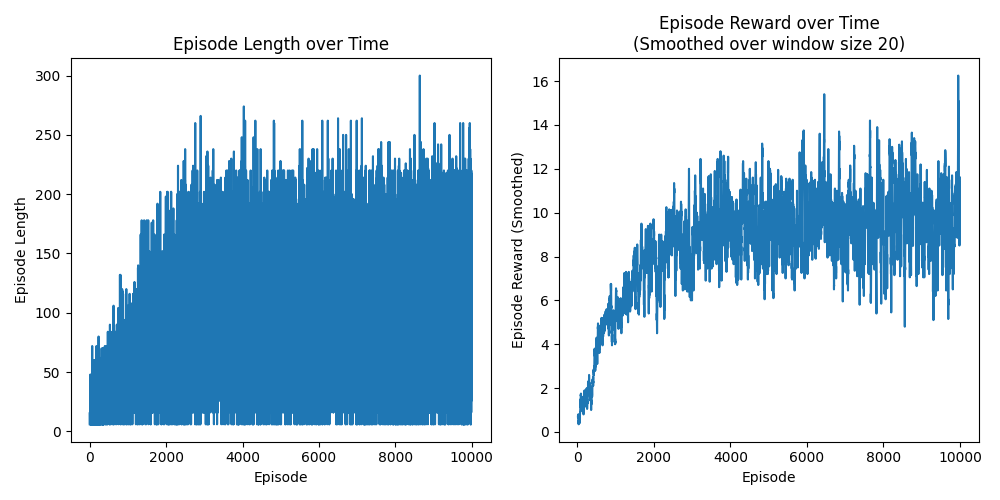 Episode Length over Time
Episode Length
300
250
200
150
100
50
0
0 2000 4000 6000 8000 10000
Episode
Episode Reward over Time
(Smoothed over window size 20)
Episode Reward (Smoothed)
16
14
12
10
8
6
4
2
0
0 2000 4000 6000 8000 10000
Episode